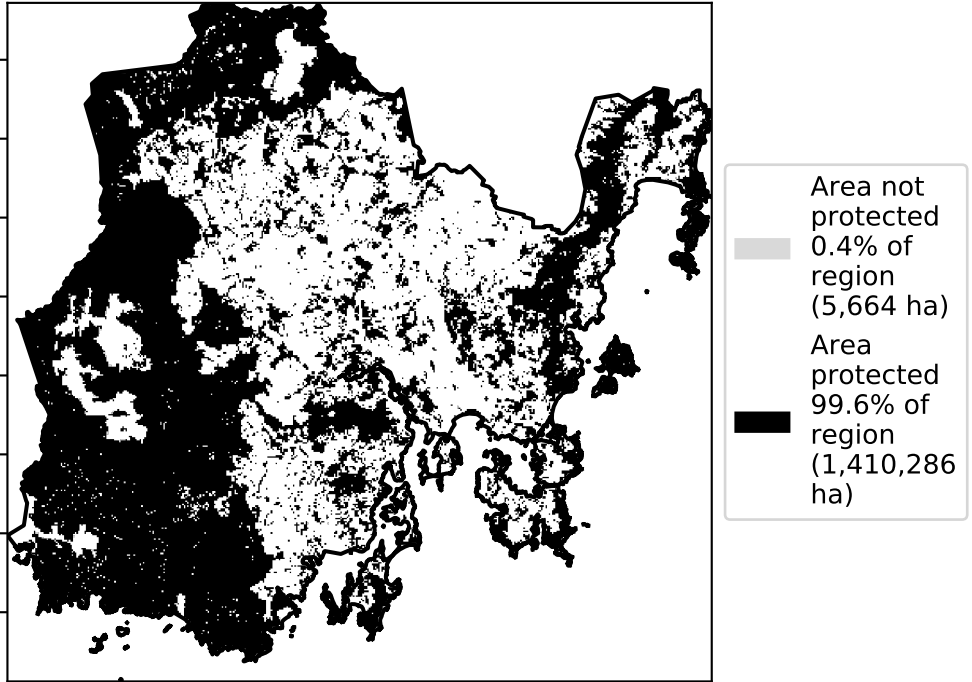 Area not
protected
0.4% of
region
(5,664 ha)
Area
protected
99.6% of
region
(1,410,286
ha)